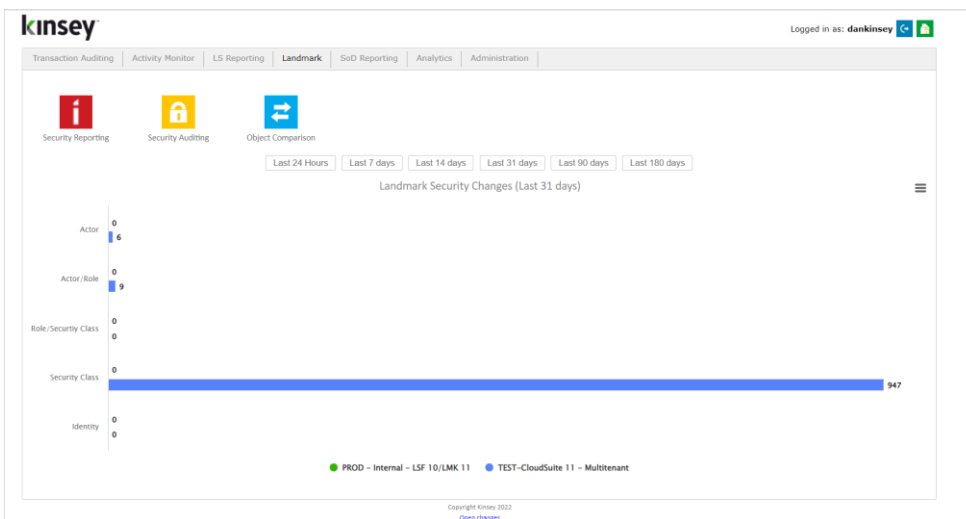 kinsey
Logged in as: dankinsey
Transaction Auditing Activity Monitor LS Reporting Landmark SoD Reporting Analytics Administration
Security Reporting Security Auditing Object Comparison
Last 24 Hours Last 7 days Last 14 days Last 31 days Last 90 days Last 180 days
Landmark Security Changes (Last 31 days)
0
Actor
6
0
Actor/Role
9
0
Role/Securtiy Class
0
0
Security Class
947
0
Identity
0
PROD - Internal - LSF 10/LMK 11 TEST-CloudSuite 11 - Multitenant
Copyright Kinsey 2022
Open changes